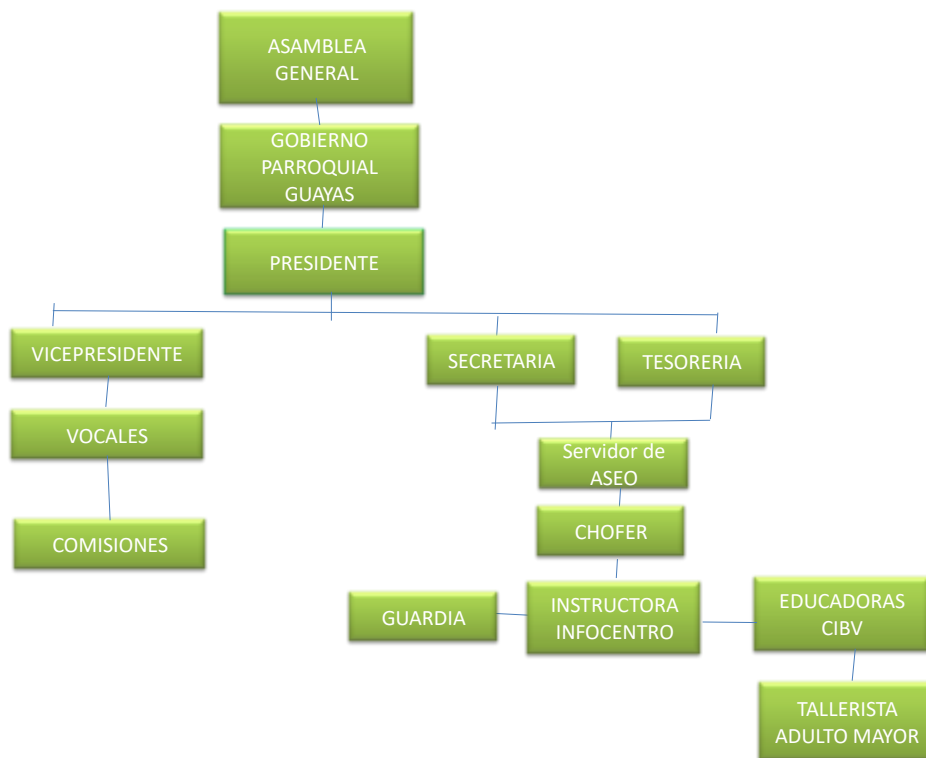 ASAMBLEA
GENERAL
GOBIERNO
PARROQUIAL
GUAYAS
PRESIDENTE
VICEPRESIDENTE
SECRETARIA
TESORERIA
VOCALES
Servidor de
ASEO
COMISIONES
CHOFER
GUARDIA
INSTRUCTORA
INFOCENTRO
EDUCADORAS
CIBV
TALLERISTA
ADULTO MAYOR